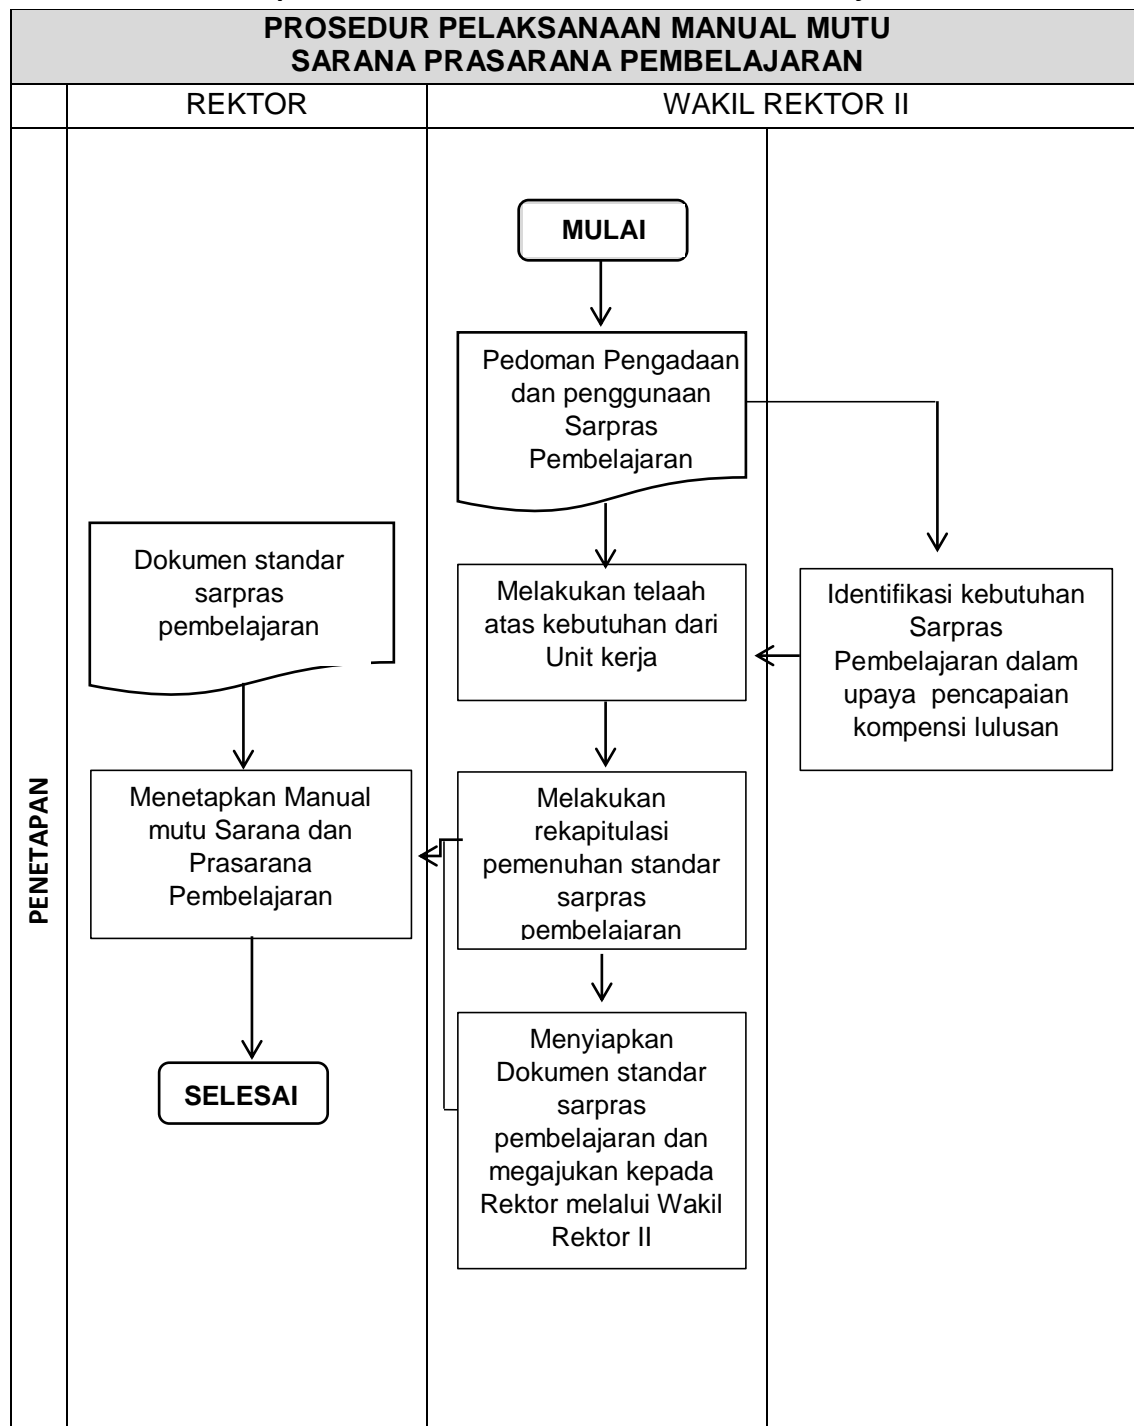 PROSEDUR PELAKSANAAN MANUAL MUTU
SARANA PRASARANA PEMBELAJARAN
REKTOR
WAKIL REKTOR II
PENETAPAN
MULAI
Pedoman Pengadaan
dan penggunaan
Sarpras
Pembelajaran
Dokumen standar
sarpras
pembelajaran
Melakukan telaah
atas kebutuhan dari
Unit kerja
Identifikasi kebutuhan
Sarpras
Pembelajaran dalam
upaya pencapaian
kompensi lulusan
Menetapkan Manual
mutu Sarana dan
Prasarana
Pembelajaran
Melakukan
rekapitulasi
pemenuhan standar
sarpras
pembelajaran
SELESAI
Menyiapkan
Dokumen standar
sarpras
pembelajaran dan
megajukan kepada
Rektor melalui Wakil
Rektor II